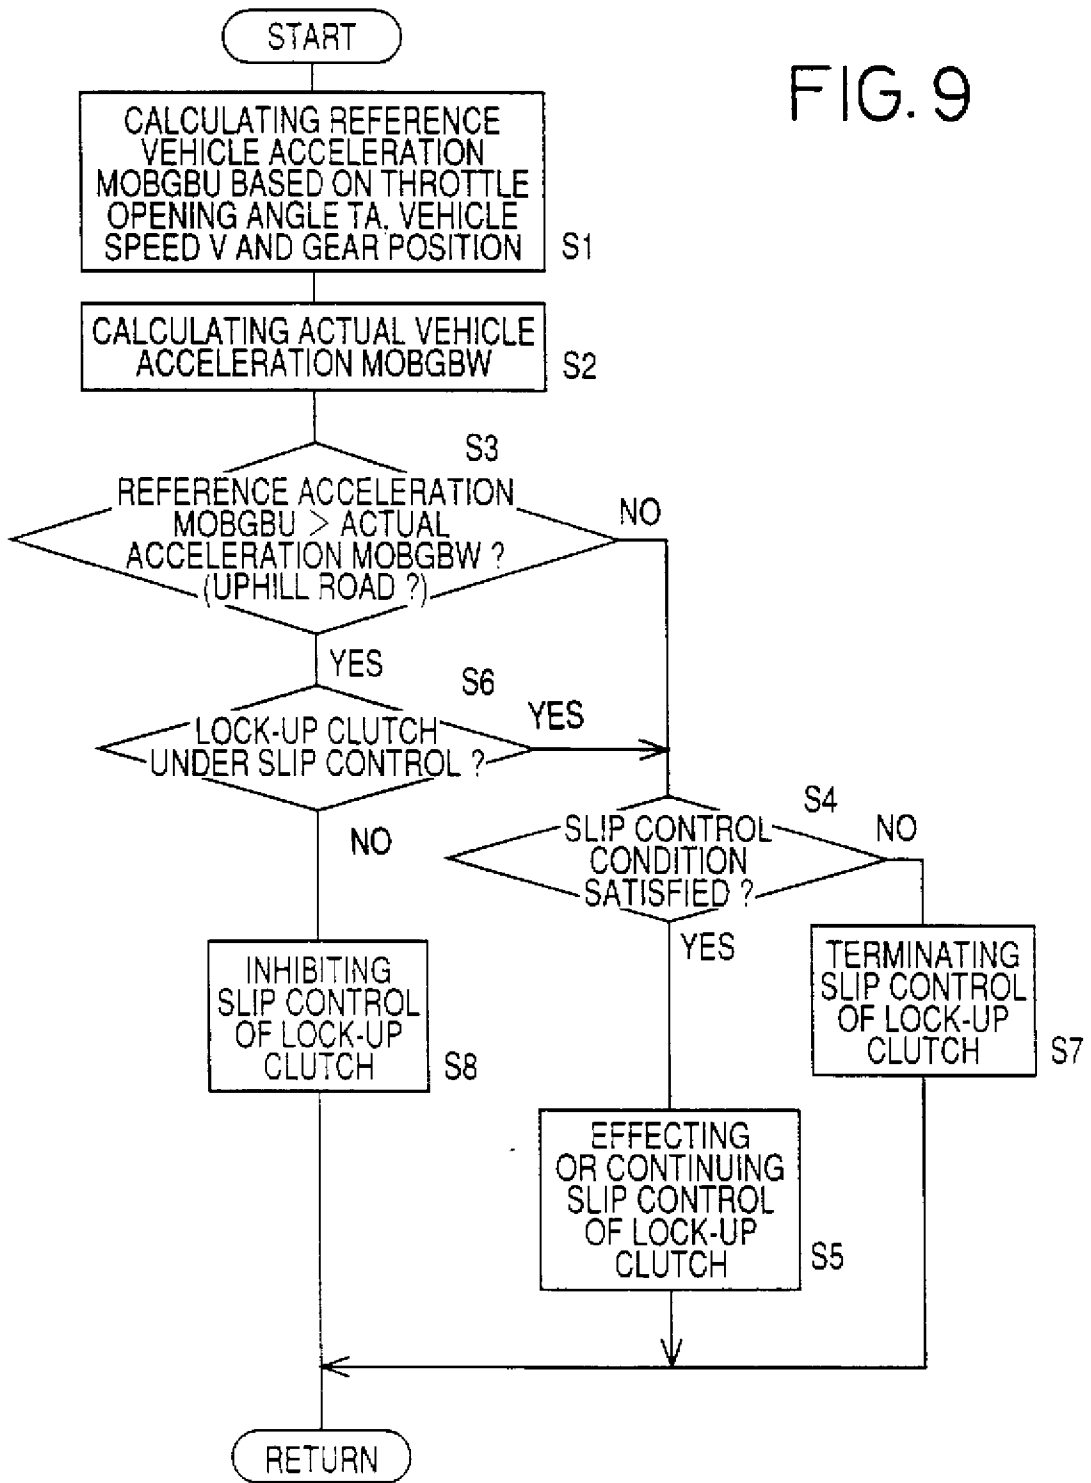 START
FIG. 9
CALCULATING REFERENCE
VEHICLE ACCELERATION
MOBGBU BASED ON THROTTLE
OPENING ANGLE TA, VEHICLE
SPEED V AND GEAR POSITION
S1
CALCULATING ACTUAL VEHICLE
ACCELERATION MOBGBW
S2
S3
REFERENCE ACCELERATION
MOBGBU > ACTUAL
ACCELERATION MOBGBW ?
(UPHILL ROAD ?)
NO
YES
S6
LOCK-UP CLUTCH
UNDER SLIP CONTROL ?
YES
NO
S4
SLIP CONTROL
CONDITION
SATISFIED ?
NO
YES
INHIBITING
SLIP CONTROL
OF LOCK-UP
CLUTCH
S8
TERMINATING
SLIP CONTROL
OF LOCK-UP
CLUTCH
S7
EFFECTING
OR CONTINUING
SLIP CONTROL
OF LOCK-UP
CLUTCH
S5
RETURN